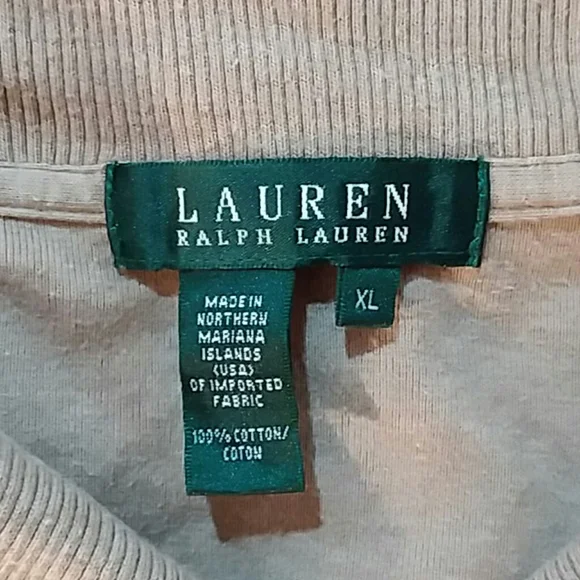 LAUREN
RALPH LAUREN
XL
MADE IN
NORTHERN
MARIANA
ISLANDS
(USA)
OF IMPORTED
FABRIC
100% COTTON/
COTON